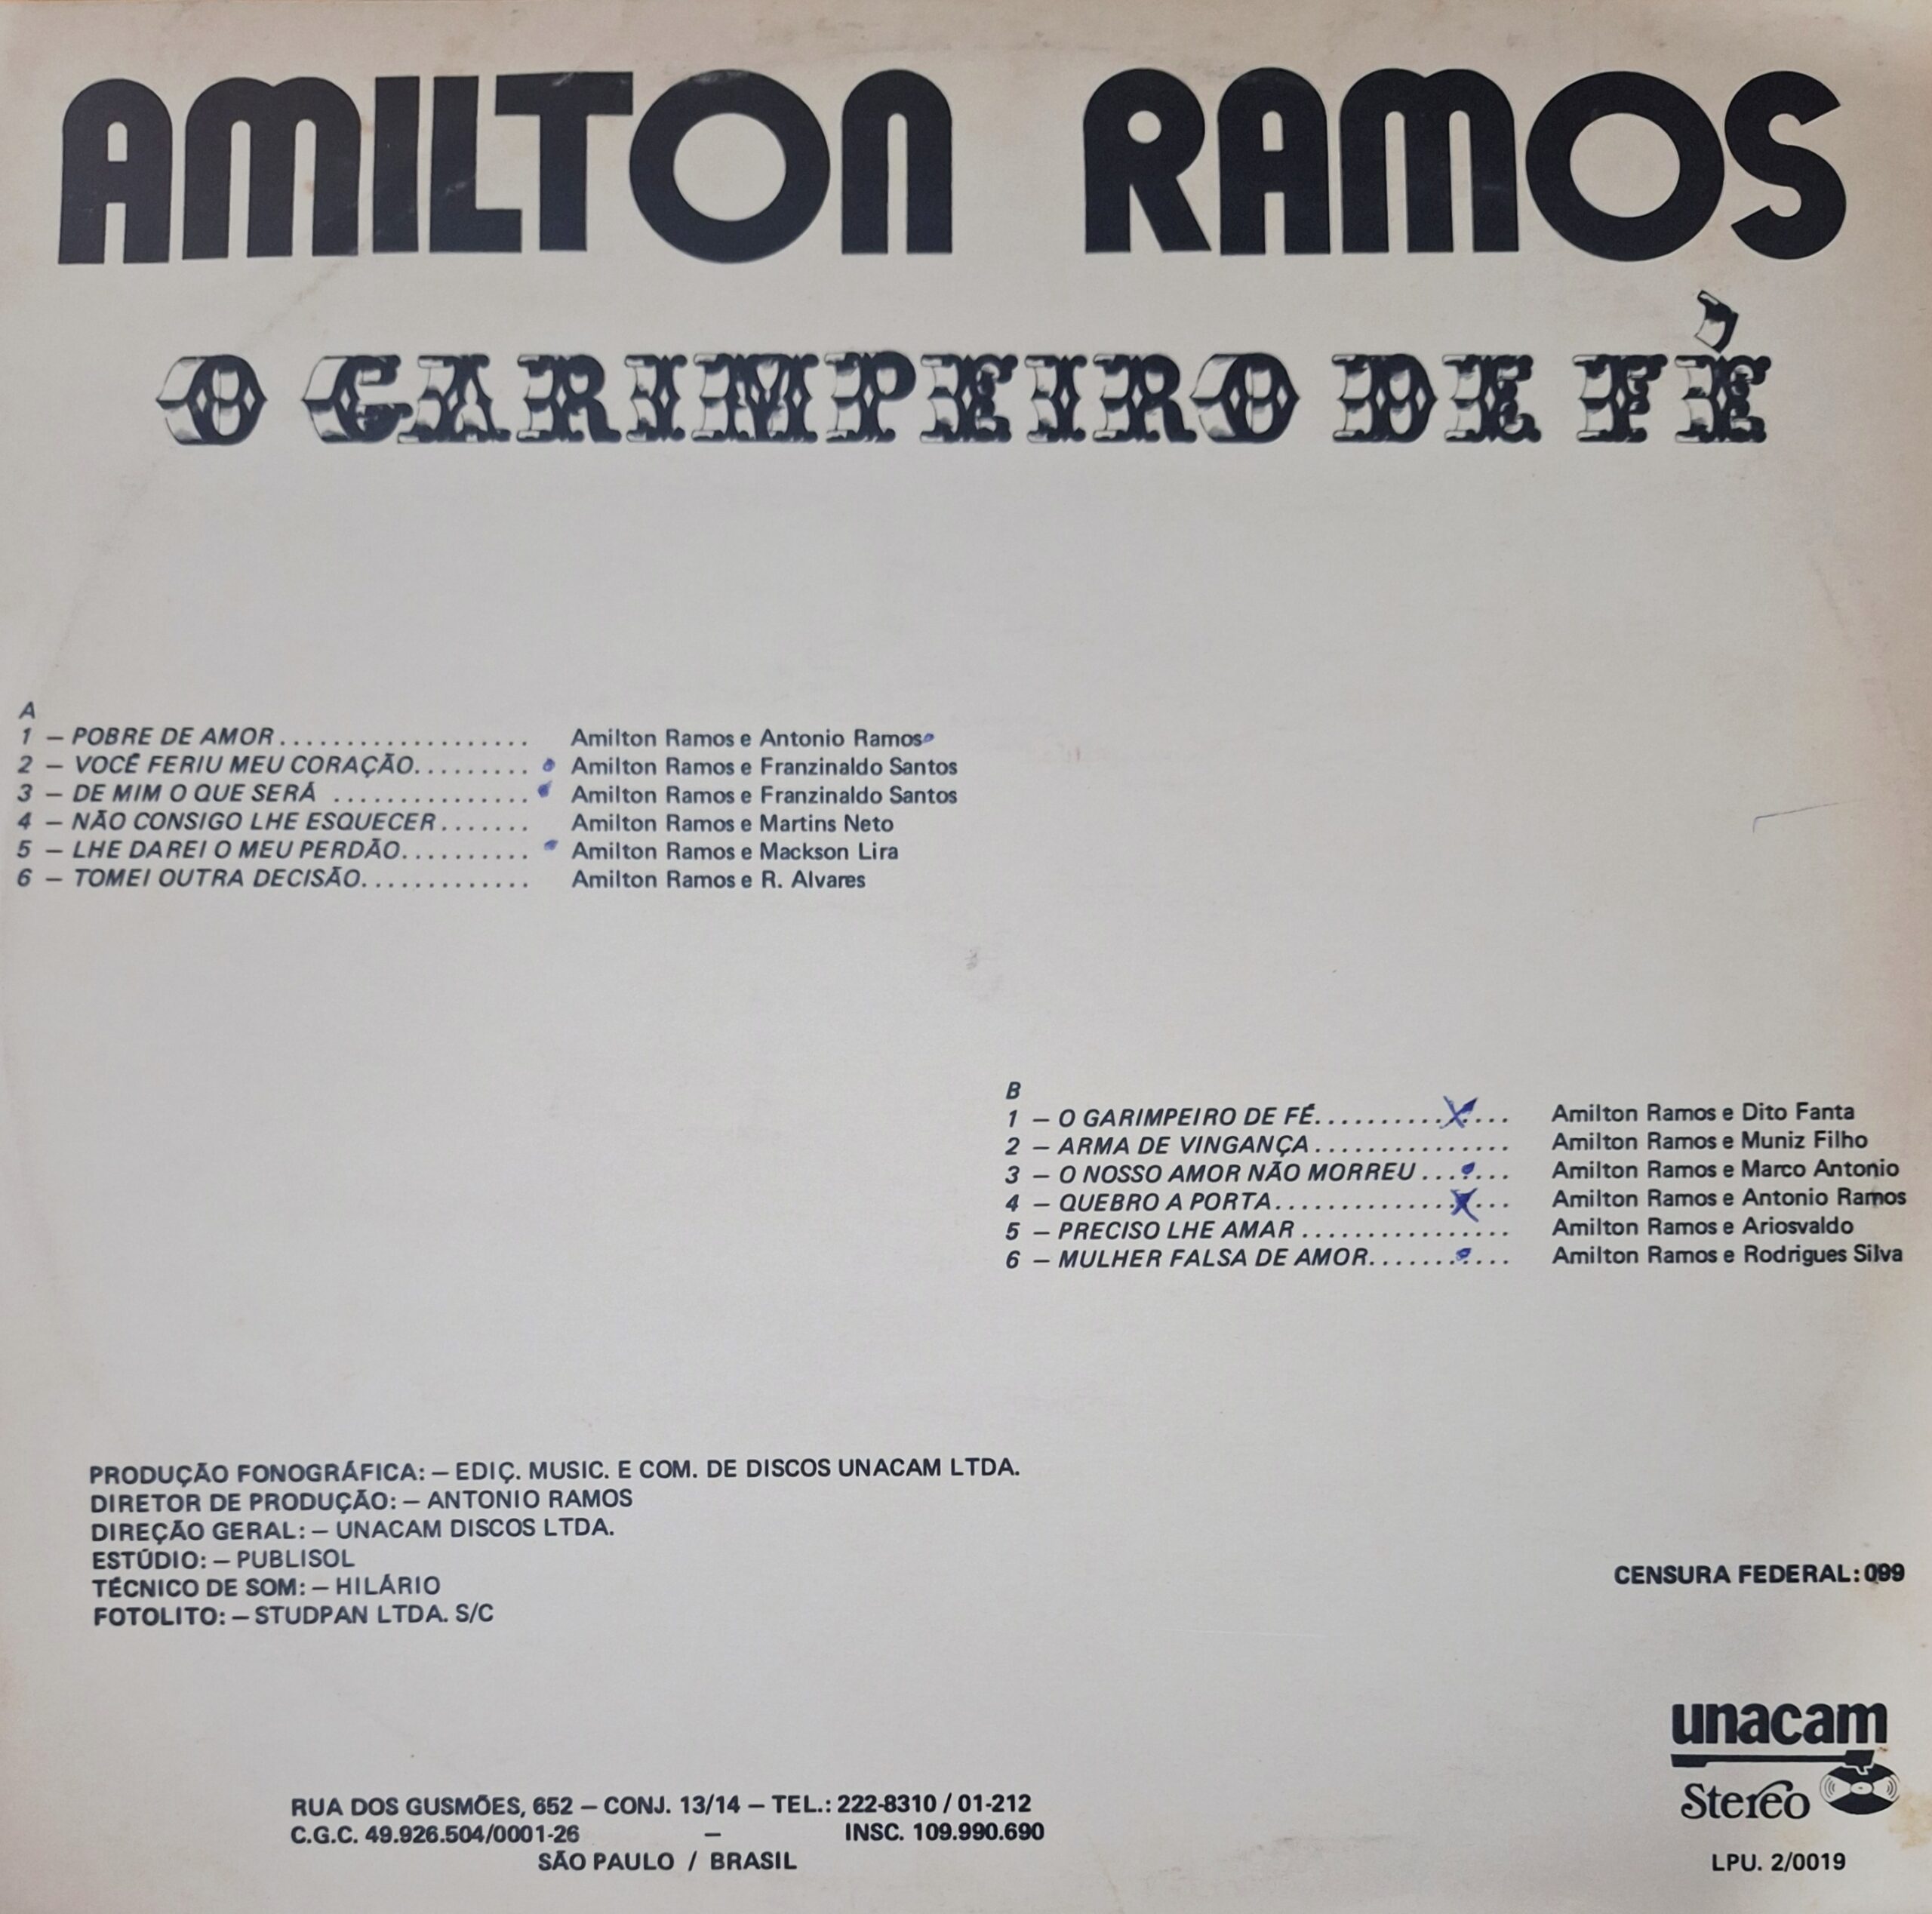 AMILTON RAMOS
O GARIMPEIRO DE FÈ
A
1 – POBRE DE AMOR................... Amilton Ramos e Antonio Ramos
2 – VOCÊ FERIU MEU CORAÇÃO......... Amilton Ramos e Franzinaldo Santos
3 – DE MIM O QUE SERÁ ............... Amilton Ramos e Franzinaldo Santos
4 – NÃO CONSIGO LHE ESQUECER....... Amilton Ramos e Martins Neto
5 – LHE DAREI O MEU PERDÃO.......... Amilton Ramos e Mackson Lira
6 – TOMEI OUTRA DECISÃO............. Amilton Ramos e R. Alvares
B
1 – O GARIMPEIRO DE FÉ............... Amilton Ramos e Dito Fanta
2 – ARMA DE VINGANÇA............... Amilton Ramos e Muniz Filho
3 – O NOSSO AMOR NÃO MORREU....... Amilton Ramos e Marco Antonio
4 – QUEBRO A PORTA.................. Amilton Ramos e Antonio Ramos
5 – PRECISO LHE AMAR ................ Amilton Ramos e Ariosvaldo
6 – MULHER FALSA DE AMOR........... Amilton Ramos e Rodrigues Silva
PRODUÇÃO FONOGRÁFICA: – EDIÇ. MUSIC. E COM. DE DISCOS UNACAM LTDA.
DIRETOR DE PRODUÇÃO: – ANTONIO RAMOS
DIREÇÃO GERAL: – UNACAM DISCOS LTDA.
ESTÚDIO: – PUBLISOL
TÉCNICO DE SOM: – HILÁRIO
FOTOLITO: – STUDPAN LTDA. S/C
CENSURA FEDERAL: 099
unacam
Stereo
LPU. 2/0019
RUA DOS GUSMÕES, 652 – CONJ. 13/14 – TEL.: 222-8310 / 01-212
C.G.C. 49.926.504/0001-26 – INSC. 109.990.690
SÃO PAULO / BRASIL